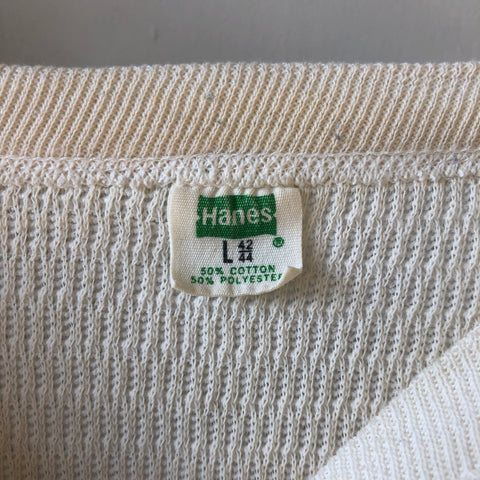 Hanes
L 42/44 ®
50% COTTON
50% POLYESTER